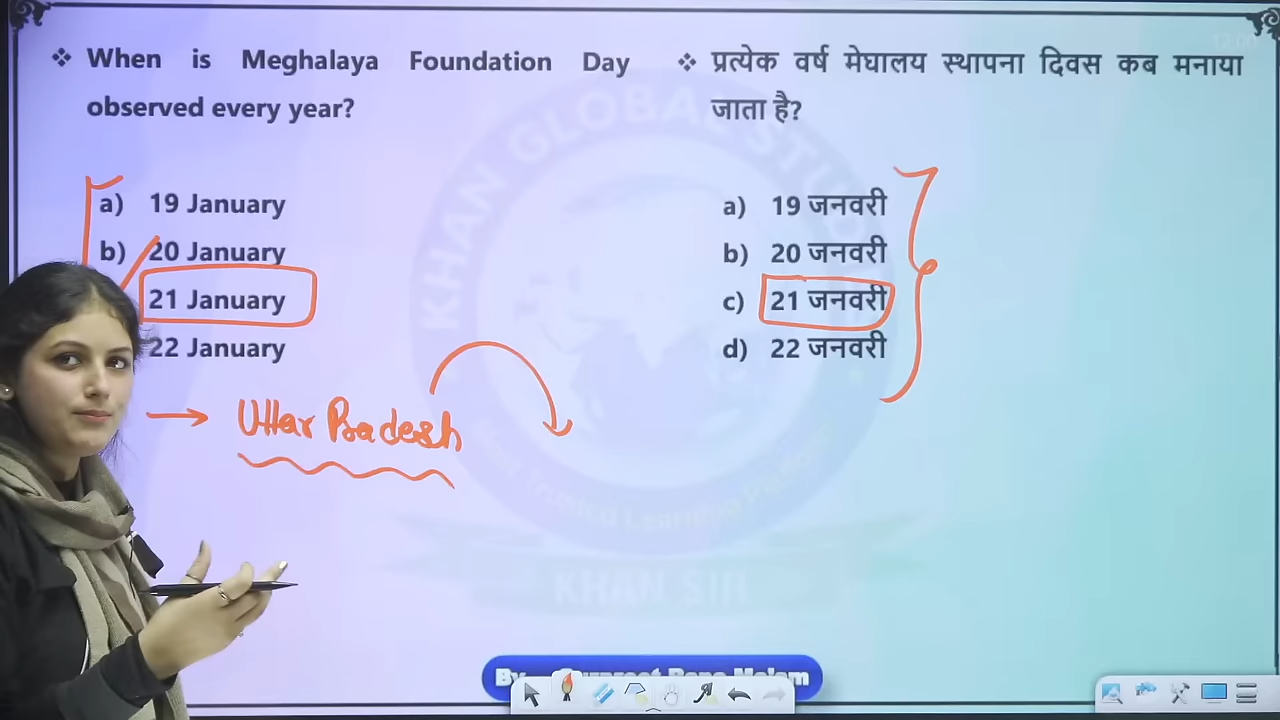 ❖ When is Meghalaya Foundation Day
observed every year?
a) 19 January
b) 20 January
21 January
22 January
❖ प्रत्येक वर्ष मेघालय स्थापना दिवस कब मनाया
जाता है?
a) 19 जनवरी
b) 20 जनवरी
c) 21 जनवरी
d) 22 जनवरी
→ Uttar Pradesh
KHAN GLOBAL STUDIES
KHAN SIR